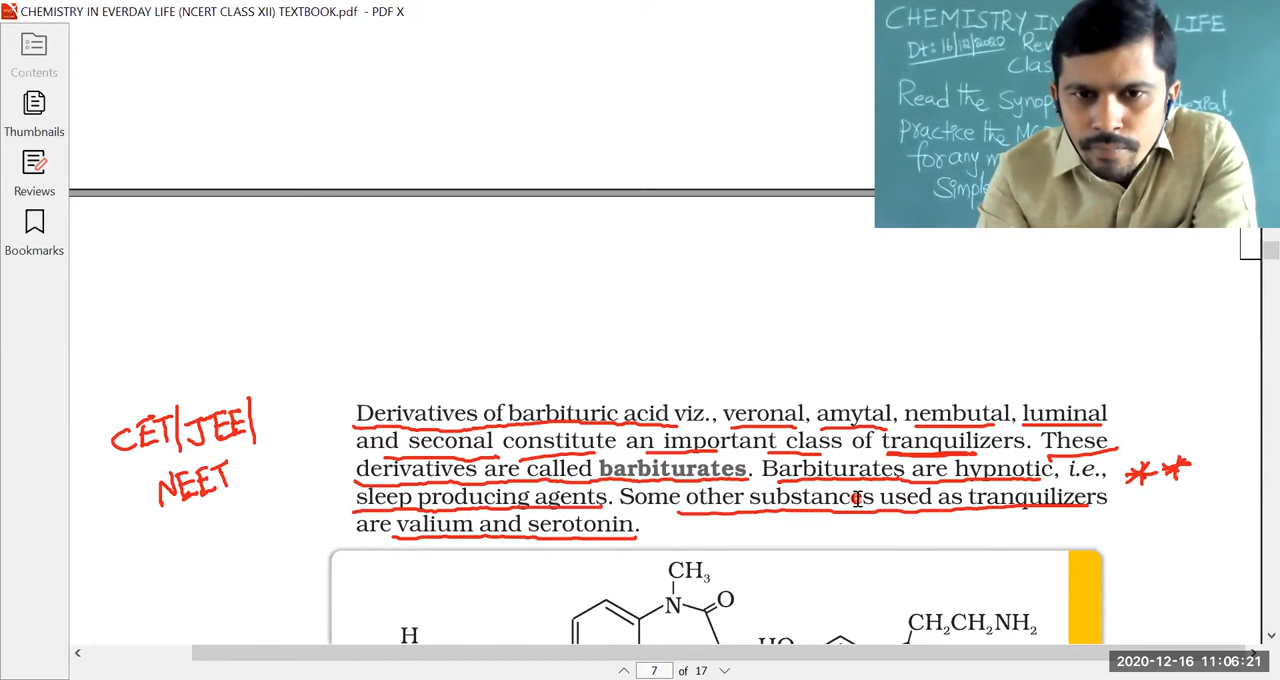 CHEMISTRY IN EVERYDAY LIFE (NCERT CLASS XII) TEXTBOOK.pdf - PDF X
Contents
Thumbnails
Reviews
Bookmarks
CHEMISTRY IN LIFE
Dt: 16/12/2020
Read the Synop
Practice the
for any
Simple
CET/JEE/
NEET
Derivatives of barbituric acid viz., veronal, amytal, nembutal, luminal
and seconal constitute an important class of tranquilizers. These
derivatives are called barbiturates. Barbiturates are hypnotic, i.e., **
sleep producing agents. Some other substances used as tranquilizers
are valium and serotonin.
CH3
N O
CH2CH2NH2
HO
H
7 of 17
2020-12-16 11:06:21